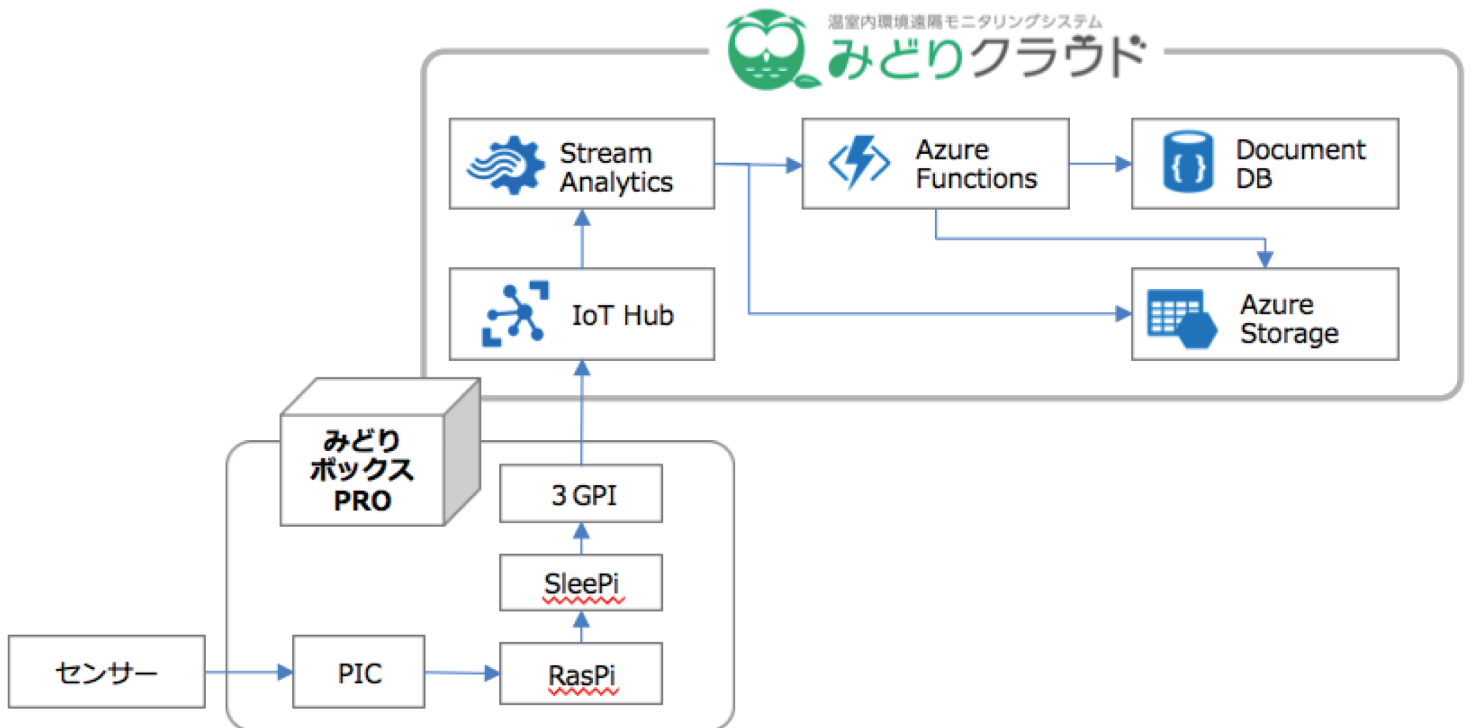 温室内環境遠隔モニタリングシステム
みどりクラウド
Stream
Analytics
Azure
Functions
Document
DB
IoT Hub
Azure
Storage
みどり
ボックス
PRO
3 GPI
SleePi
センサー
PIC
RasPi